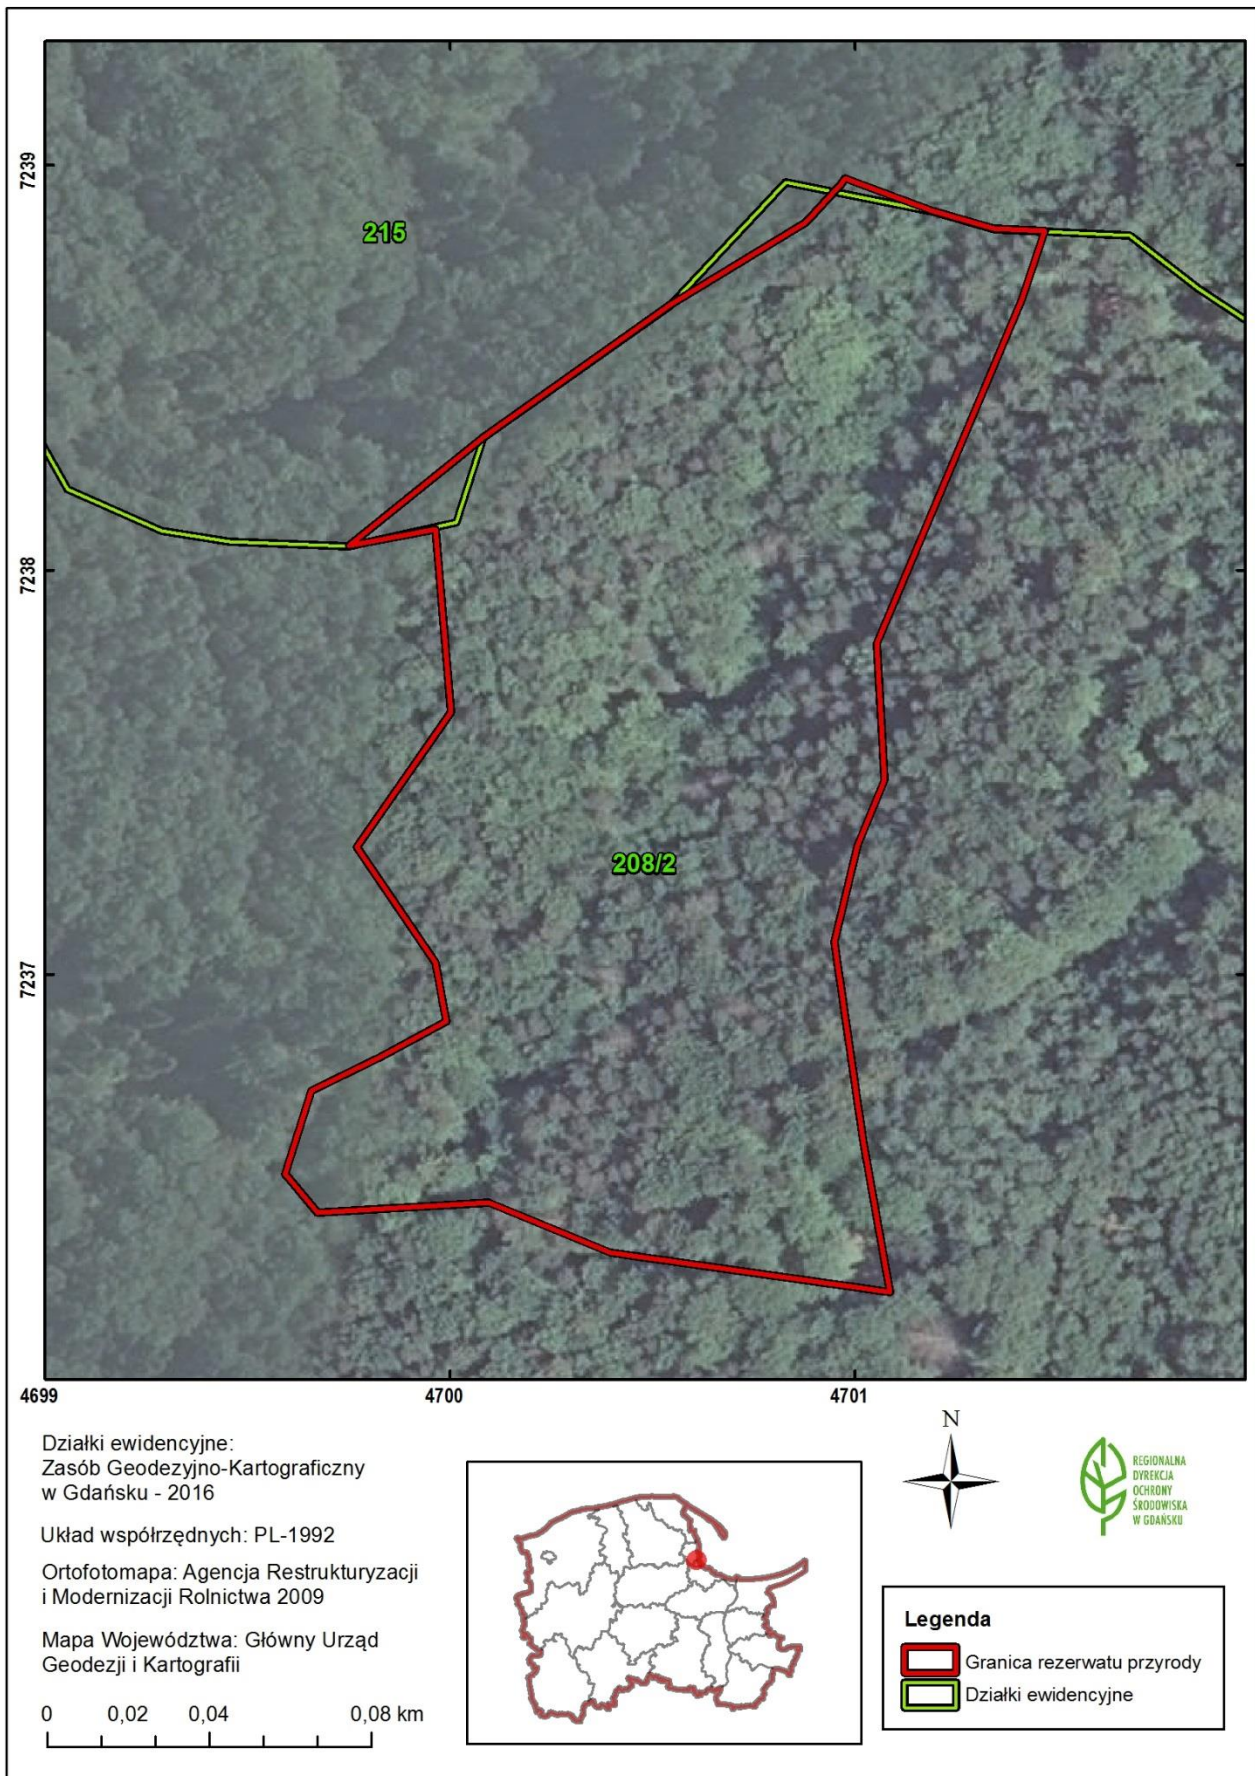 7239
215
7238
208/2
7237
4699
4700
4701
Działki ewidencyjne:
Zasób Geodezyjno-Kartograficzny
w Gdańsku - 2016
Układ współrzędnych: PL-1992
Ortofotomapa: Agencja Restrukturyzacji
i Modernizacji Rolnictwa 2009
Mapa Województwa: Główny Urząd
Geodezji i Kartografii
0 0,02 0,04 0,08 km
N
REGIONALNA
DYREKCJA
OCHRONY
ŚRODOWISKA
W GDAŃSKU
Legenda
Granica rezerwatu przyrody
Działki ewidencyjne